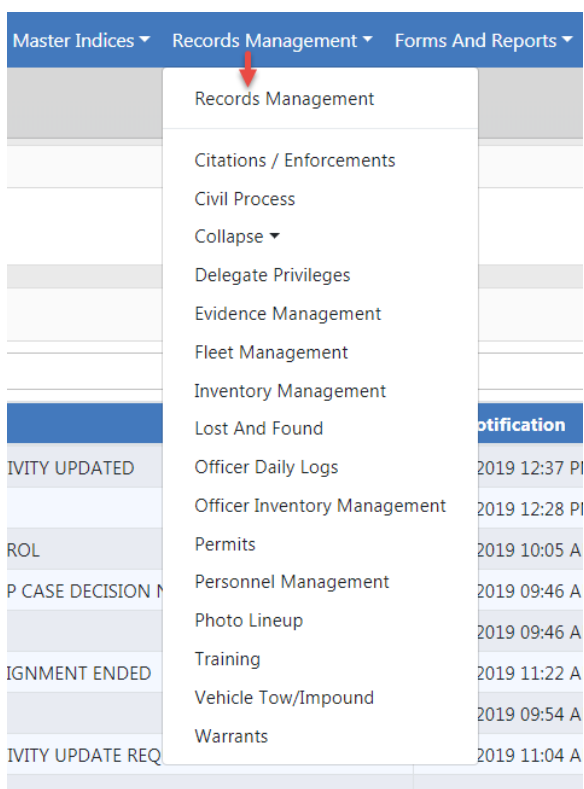 Master Indices Records Management Forms And Reports
Records Management
Citations / Enforcements
Civil Process
Collapse
Delegate Privileges
Evidence Management
Fleet Management
Inventory Management
Lost And Found
otification
Officer Daily Logs
IVITY UPDATED 2019 12:37 P
Officer Inventory Management
2019 12:28 P
Permits
ROL 2019 10:05 A
Personnel Management
P CASE DECISION 2019 09:46 A
Photo Lineup
2019 09:46 A
Training
IGNMENT ENDED 2019 11:22 A
Vehicle Tow/Impound
2019 09:54 A
Warrants
IVITY UPDATE REQ 2019 11:04 A